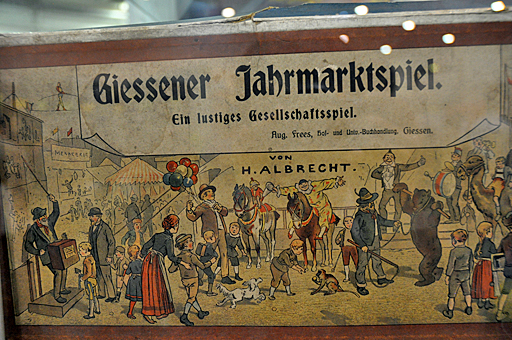 Giessener Jahrmarktspiel.
Ein lustiges Gesellschaftsspiel.
Aug. Frees, Hof- und Univ.-Buchhandlung, Giessen.
VON
H. ALBRECHT.